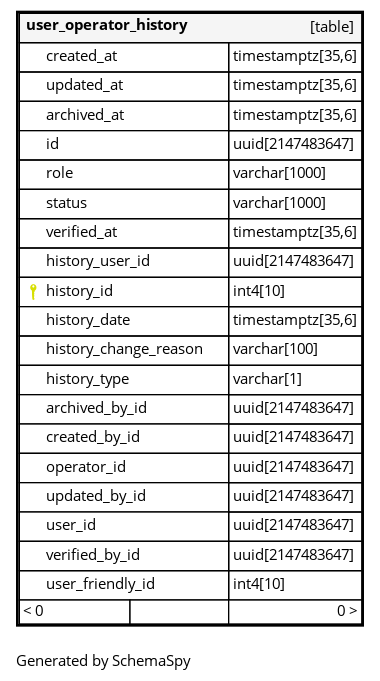 user_operator_history [table]
created_at timestamptz[35,6]
updated_at timestamptz[35,6]
archived_at timestamptz[35,6]
id uuid[2147483647]
role varchar[1000]
status varchar[1000]
verified_at timestamptz[35,6]
history_user_id uuid[2147483647]
history_id int4[10]
history_date timestamptz[35,6]
history_change_reason varchar[100]
history_type varchar[1]
archived_by_id uuid[2147483647]
created_by_id uuid[2147483647]
operator_id uuid[2147483647]
updated_by_id uuid[2147483647]
user_id uuid[2147483647]
verified_by_id uuid[2147483647]
user_friendly_id int4[10]
< 0 0 >
Generated by SchemaSpy